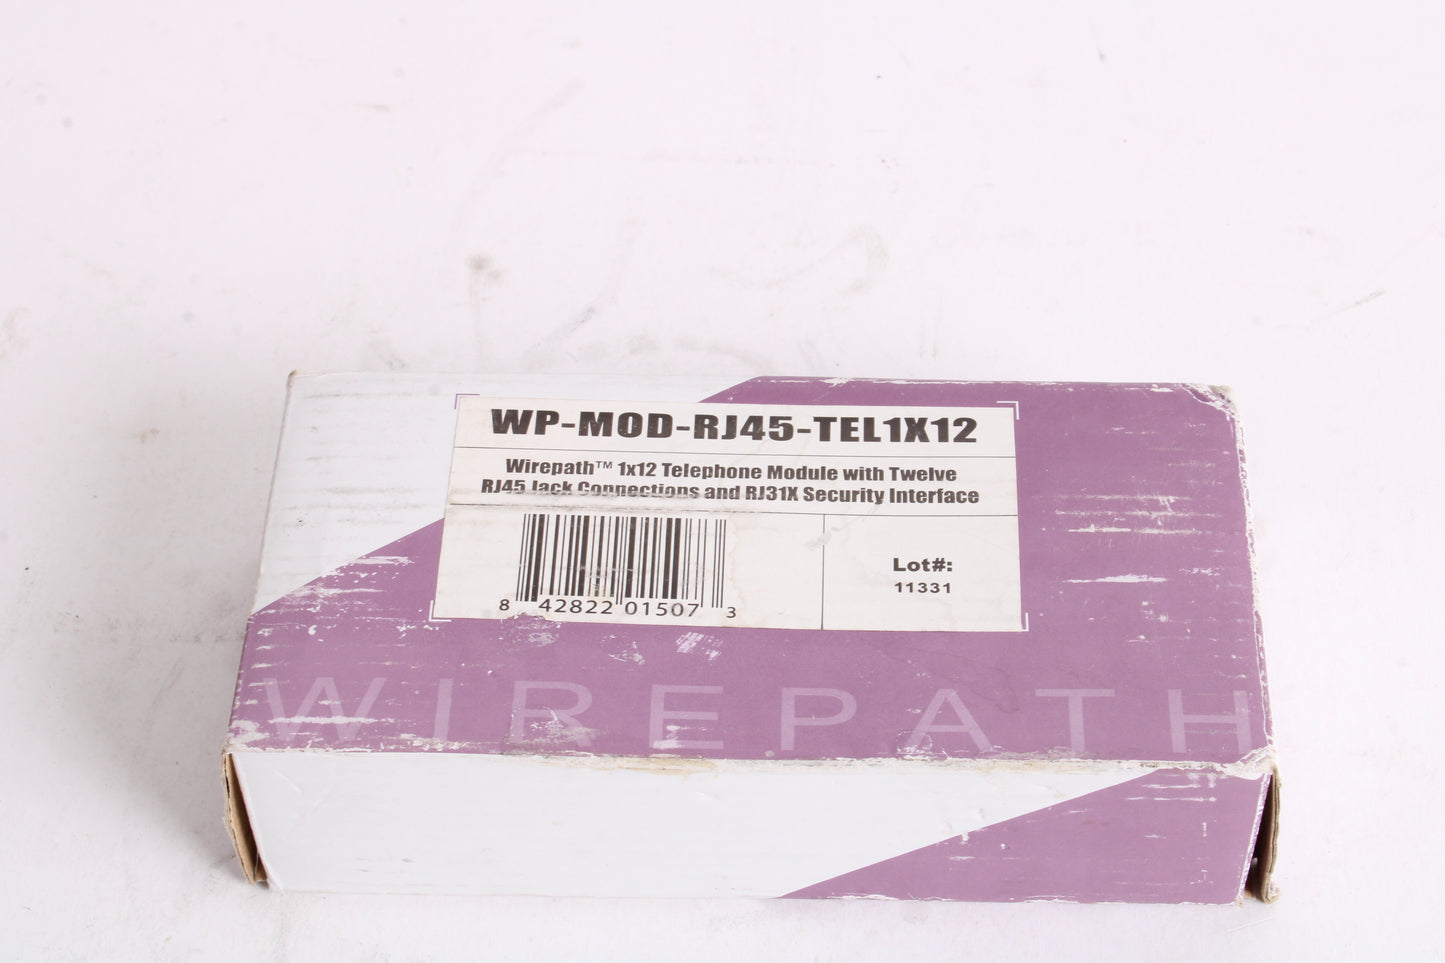 WP-MOD-RJ45-TEL1X12
Wirepath™ 1x12 Telephone Module with Twelve
RJ45 Jack Connections and RJ31X Security Interface
Lot#:
11331
8 42822 01507 3
WIREPATH